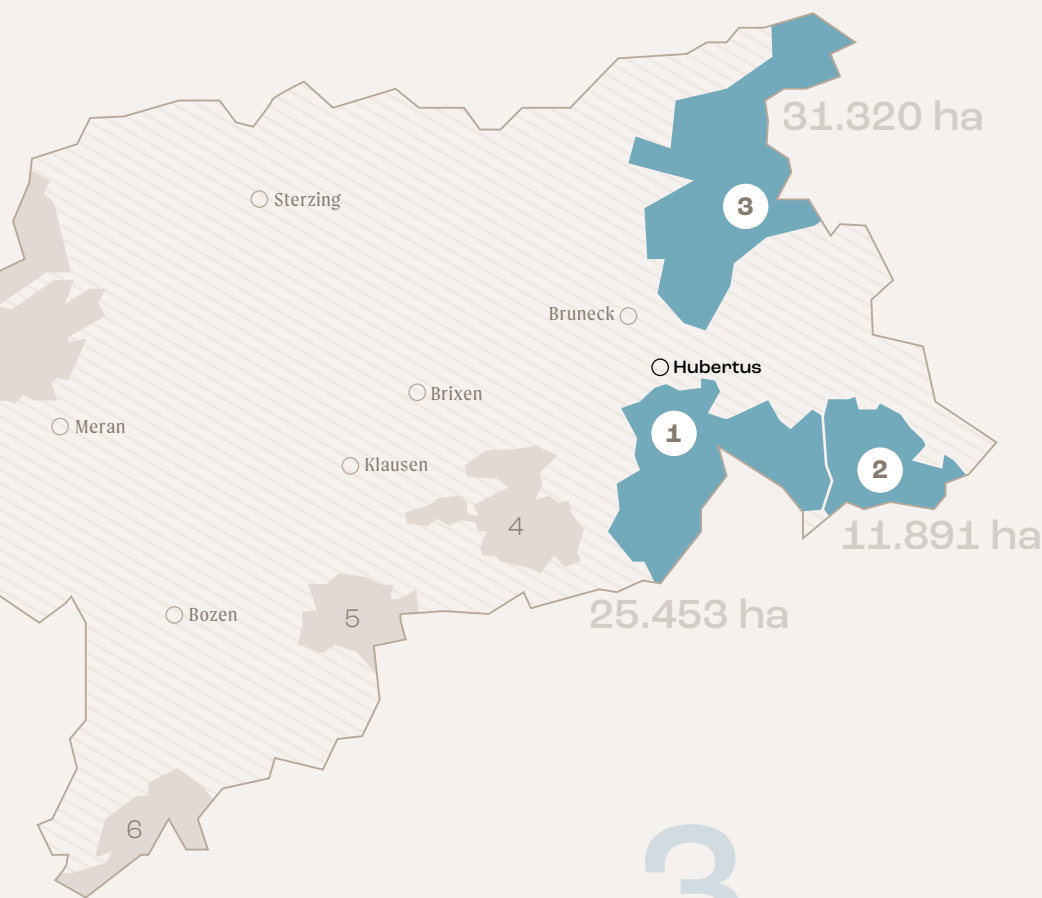 31.320 ha
Sterzing
3
Bruneck
Hubertus
Brixen
Meran
1
Klausen
2
4
11.891 ha
25.453 ha
Bozen
5
6
3